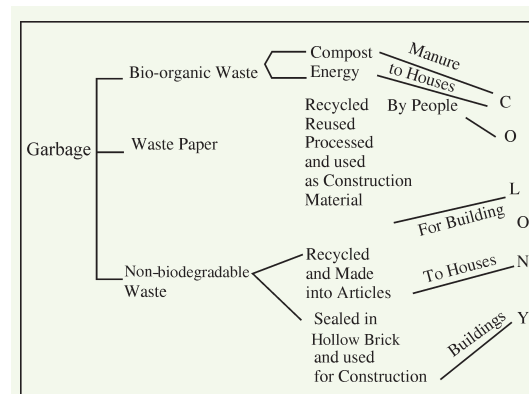 Garbage
Bio-organic Waste
Compost
Energy
Manure
to Houses
C
O
L
O
N
Y
Waste Paper
Recycled By People
Reused
Processed
and used
as Construction
Material
For Building
Non-biodegradable
Waste
Recycled
and Made
into Articles
To Houses
Sealed in
Hollow Brick
and used
for Construction
Buildings